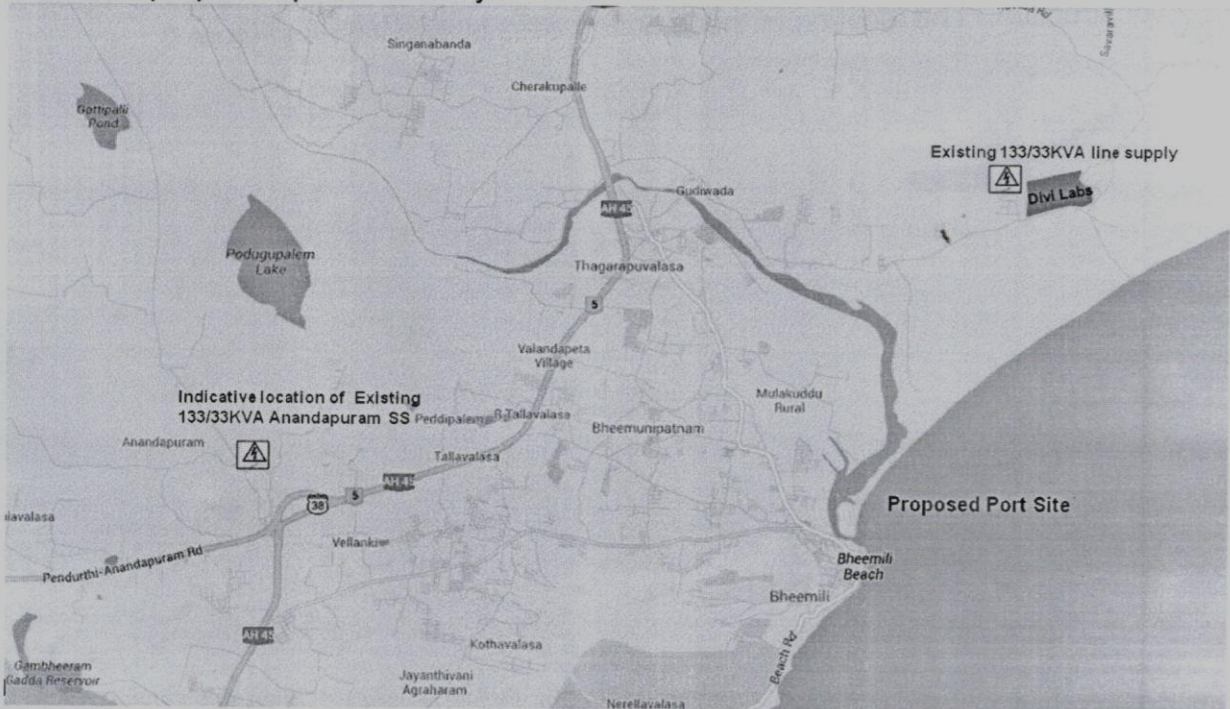 Singanabanda
Cherakupalle
Gottipalli
Pond
Existing 133/33KVA line supply
Divi Labs
Gudiwada
AH 45
Podugupalem
Lake
Thagarapuvalasa
5
Valandapeta
Village
Indicative location of Existing
133/33KVA Anandapuram SS
Peddipalem
R Tallavalasa
Mulakuddu
Rural
Bheemunipatnam
Anandapuram
Tallavalasa
AH 45
5
38
Proposed Port Site
Vellanki
Pendurthi-Anandapuram Rd
Bheemili
Beach
Bheemili
AH 45
Beach Rd
Kothavalasa
Gambheeram
Gadda Reservoir
Jayanthivani
Agraharam
Nerellavalasa